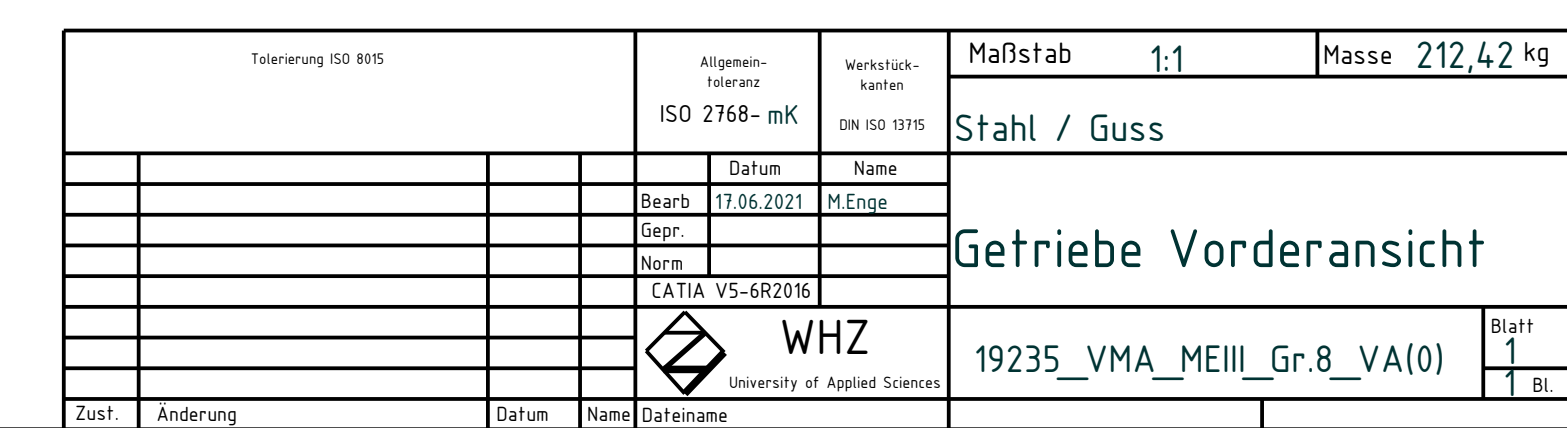 Tolerierung ISO 8015
Allgemein-
toleranz
ISO 2768- mK
Werkstück-
kanten
DIN ISO 13715
Maßstab 1:1
Masse 212,42 kg
Stahl / Guss
Datum Name
Bearb 17.06.2021 M.Enge
Gepr.
Norm
CATIA V5-6R2016
Getriebe Vorderansicht
WHZ
University of Applied Sciences
19235_VMA_MEIII_Gr.8_VA(0)
Blatt
1
1 Bl.
Zust. Änderung Datum Name Dateiname